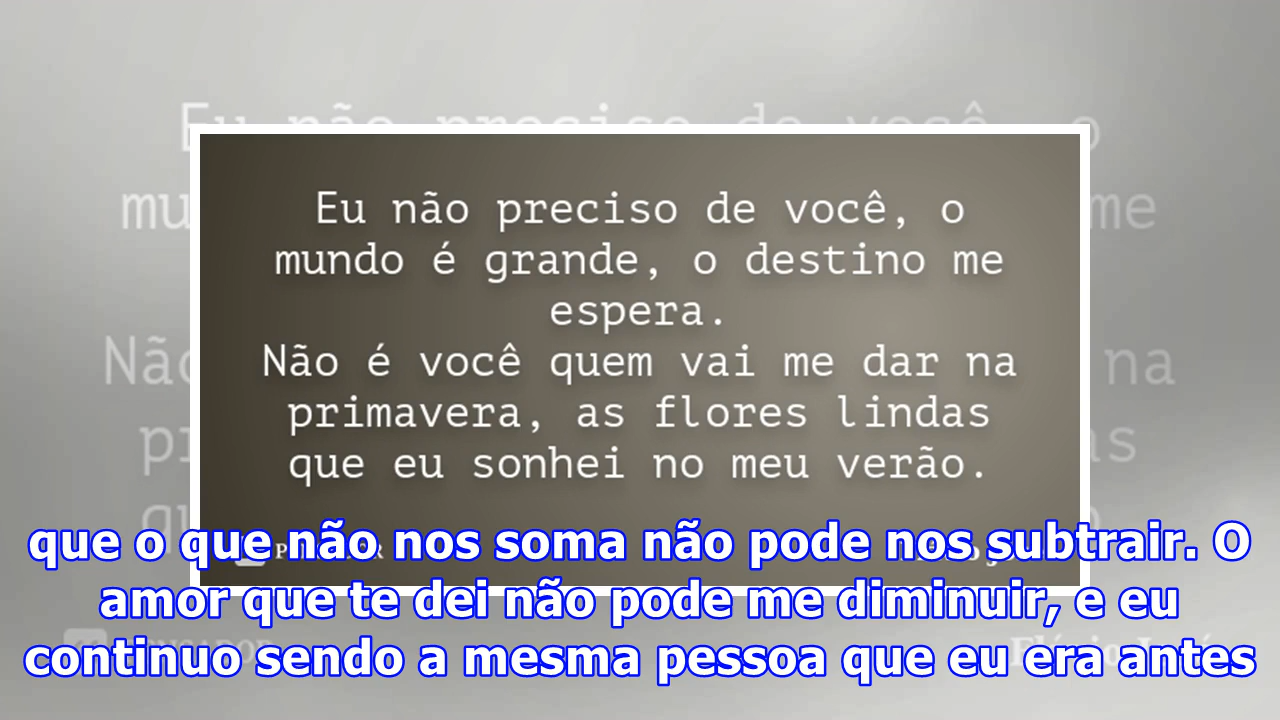 Eu não preciso de você, o
mundo é grande, o destino me
espera.
Não é você quem vai me dar na
primavera, as flores lindas
que eu sonhei no meu verão.
que o que não nos soma não pode nos subtrair. O
amor que te dei não pode me diminuir, e eu
continuo sendo a mesma pessoa que eu era antes